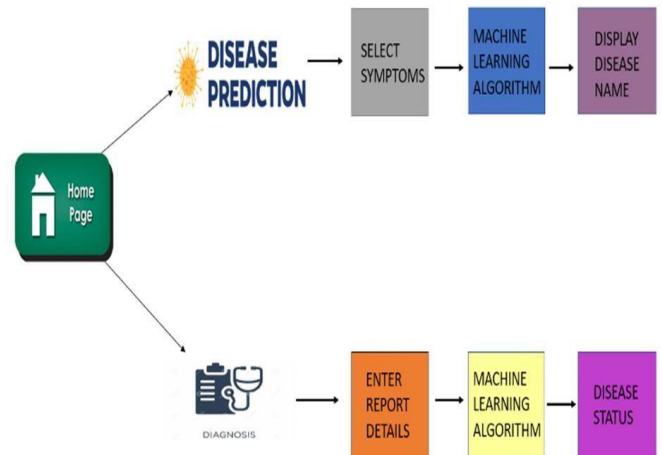 DISEASE
PREDICTION
SELECT
SYMPTOMS
MACHINE
LEARNING
ALGORITHM
DISPLAY
DISEASE
NAME
Home
Page
DIAGNOSIS
ENTER
REPORT
DETAILS
MACHINE
LEARNING
ALGORITHM
DISEASE
STATUS